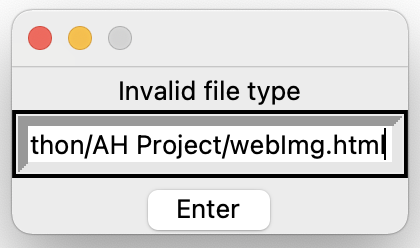 Invalid file type
thon/AH Project/webImg.html
Enter